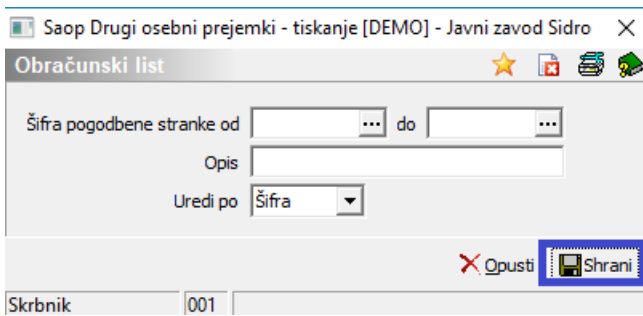 Saop Drugi osebni prejemki - tiskanje [DEMO] - Javni zavod Sidro
Obračunski list
Šifra pogodbene stranke od ... do ...
Opis
Uredi po Šifra
Opusti Shrani
Skrbnik 001